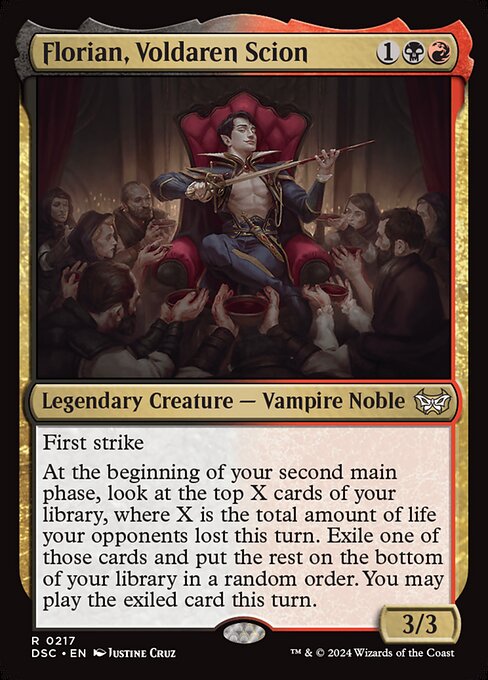 Florian, Voldaren Scion 1
Legendary Creature — Vampire Noble
First strike
At the beginning of your second main
phase, look at the top X cards of your
library, where X is the total amount of life
your opponents lost this turn. Exile one of
those cards and put the rest on the bottom
of your library in a random order. You may
play the exiled card this turn.
3/3
R 0217
DSC • EN Justine Cruz
™ & © 2024 Wizards of the Coast